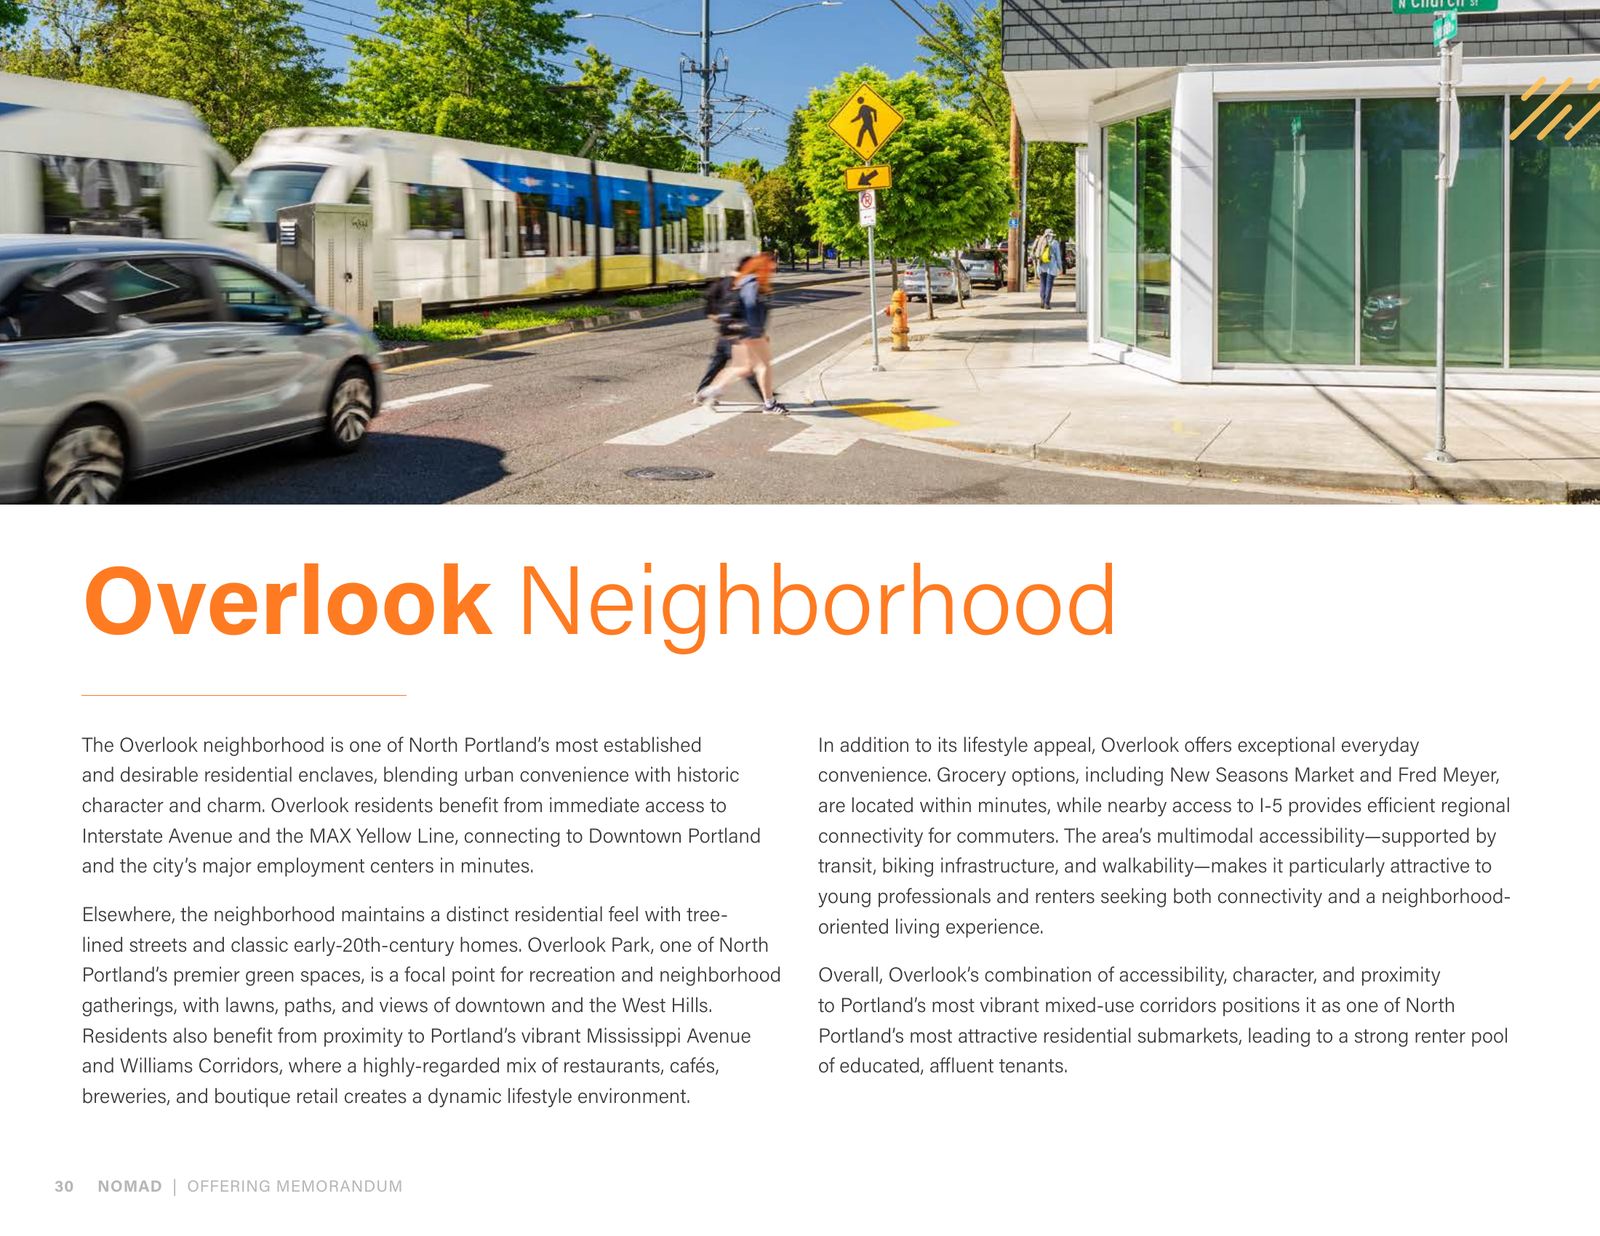 N Church St
Overlook Neighborhood
The Overlook neighborhood is one of North Portland’s most established
and desirable residential enclaves, blending urban convenience with historic
character and charm. Overlook residents benefit from immediate access to
Interstate Avenue and the MAX Yellow Line, connecting to Downtown Portland
and the city’s major employment centers in minutes.
Elsewhere, the neighborhood maintains a distinct residential feel with tree-
lined streets and classic early-20th-century homes. Overlook Park, one of North
Portland’s premier green spaces, is a focal point for recreation and neighborhood
gatherings, with lawns, paths, and views of downtown and the West Hills.
Residents also benefit from proximity to Portland’s vibrant Mississippi Avenue
and Williams Corridors, where a highly-regarded mix of restaurants, cafés,
breweries, and boutique retail creates a dynamic lifestyle environment.
In addition to its lifestyle appeal, Overlook offers exceptional everyday
convenience. Grocery options, including New Seasons Market and Fred Meyer,
are located within minutes, while nearby access to I-5 provides efficient regional
connectivity for commuters. The area’s multimodal accessibility—supported by
transit, biking infrastructure, and walkability—makes it particularly attractive to
young professionals and renters seeking both connectivity and a neighborhood-
oriented living experience.
Overall, Overlook’s combination of accessibility, character, and proximity
to Portland’s most vibrant mixed-use corridors positions it as one of North
Portland’s most attractive residential submarkets, leading to a strong renter pool
of educated, affluent tenants.
30 NOMAD | OFFERING MEMORANDUM